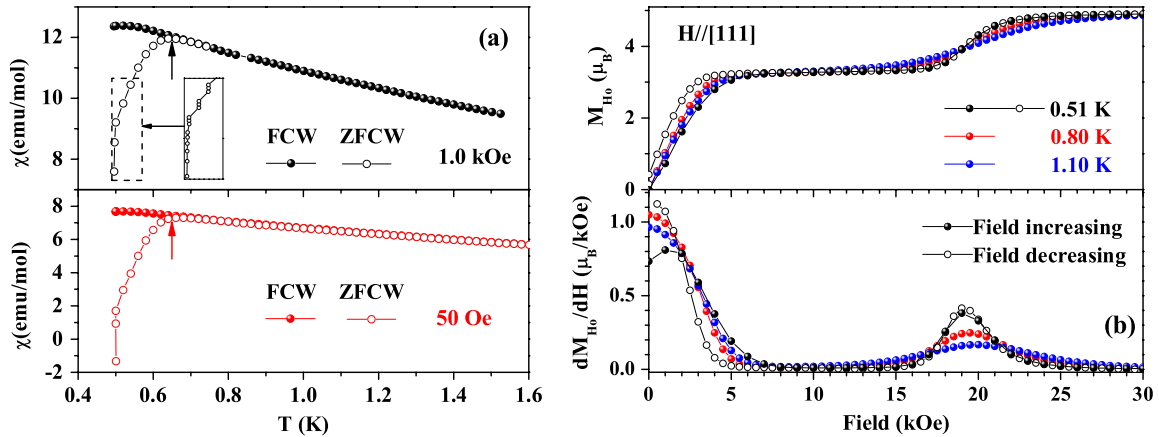 (a)
χ(emu/mol)
12
10
8
FCW ZFCW
1.0 kOe
χ(emu/mol)
8
6
4
2
0
-2
FCW ZFCW
50 Oe
0.4 0.6 0.8 1.0 1.2 1.4 1.6
T (K)
H//[111]
M_Ho (μ_B)
4
2
0
0.51 K
0.80 K
1.10 K
dM_Ho/dH (μ_B/kOe)
1.0
0.5
0.0
Field increasing
Field decreasing
(b)
0 5 10 15 20 25 30
Field (kOe)